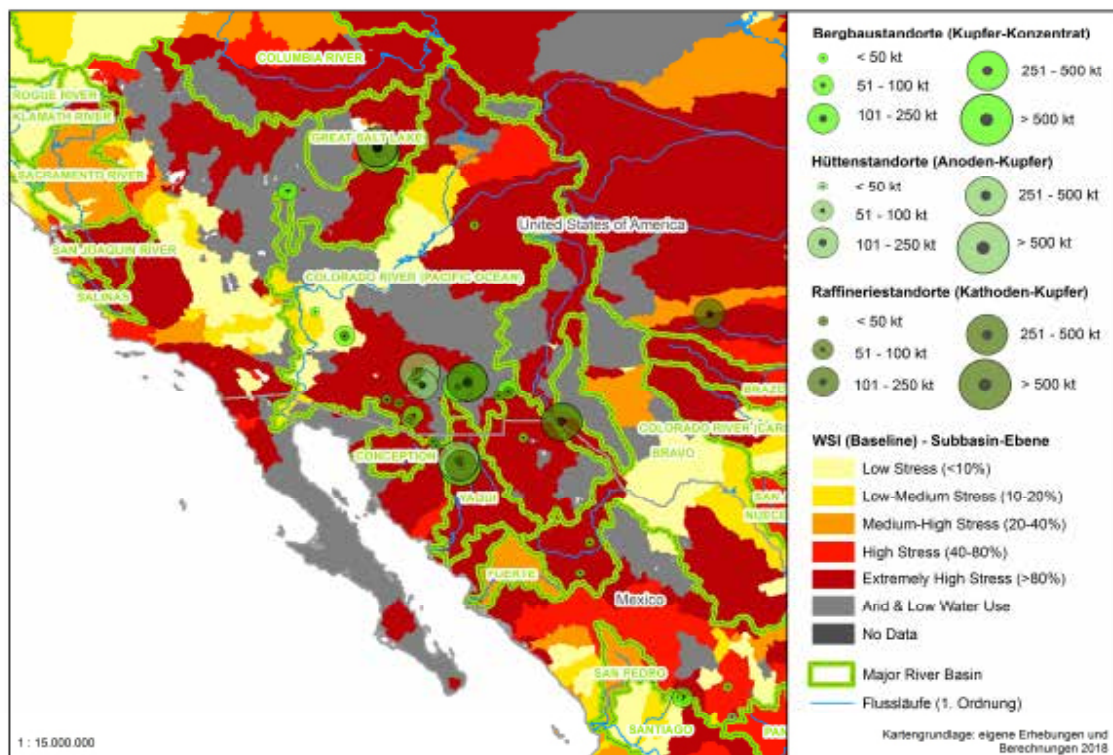 COLUMBIA RIVER
ROGUE RIVER
KLAMATH RIVER
GREAT SALT LAKE
SACRAMENTO RIVER
United States of America
SAN JOAQUIN RIVER
COLORADO RIVER (PACIFIC OCEAN)
SALINAS
BRAZO
COLORADO RIVER (CARI
CONCEPTION
BRAVO
YAQUI
SAN
NUECE
FUERTE
Mexico
SAN PEDRO
SANTIAGO
PAN
1 : 15.000.000
Bergbaustandorte (Kupfer-Konzentrat)
< 50 kt
51 - 100 kt
101 - 250 kt
251 - 500 kt
> 500 kt
Hüttenstandorte (Anoden-Kupfer)
< 50 kt
51 - 100 kt
101 - 250 kt
251 - 500 kt
> 500 kt
Raffineriestandorte (Kathoden-Kupfer)
< 50 kt
51 - 100 kt
101 - 250 kt
251 - 500 kt
> 500 kt
WSI (Baseline) - Subbasin-Ebene
Low Stress (<10%)
Low-Medium Stress (10-20%)
Medium-High Stress (20-40%)
High Stress (40-80%)
Extremely High Stress (>80%)
Arid & Low Water Use
No Data
Major River Basin
Flussläufe (1. Ordnung)
Kartengrundlage: eigene Erhebungen und